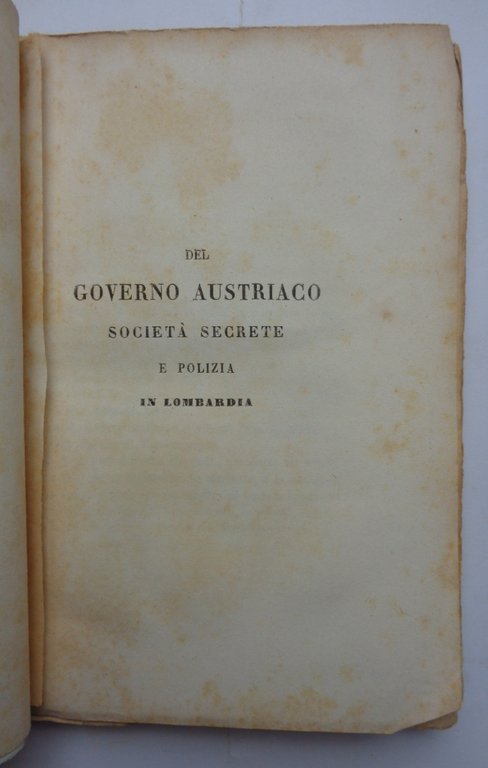 DEL
GOVERNO AUSTRIACO
SOCIETÀ SECRETE
E POLIZIA
IN LOMBARDIA